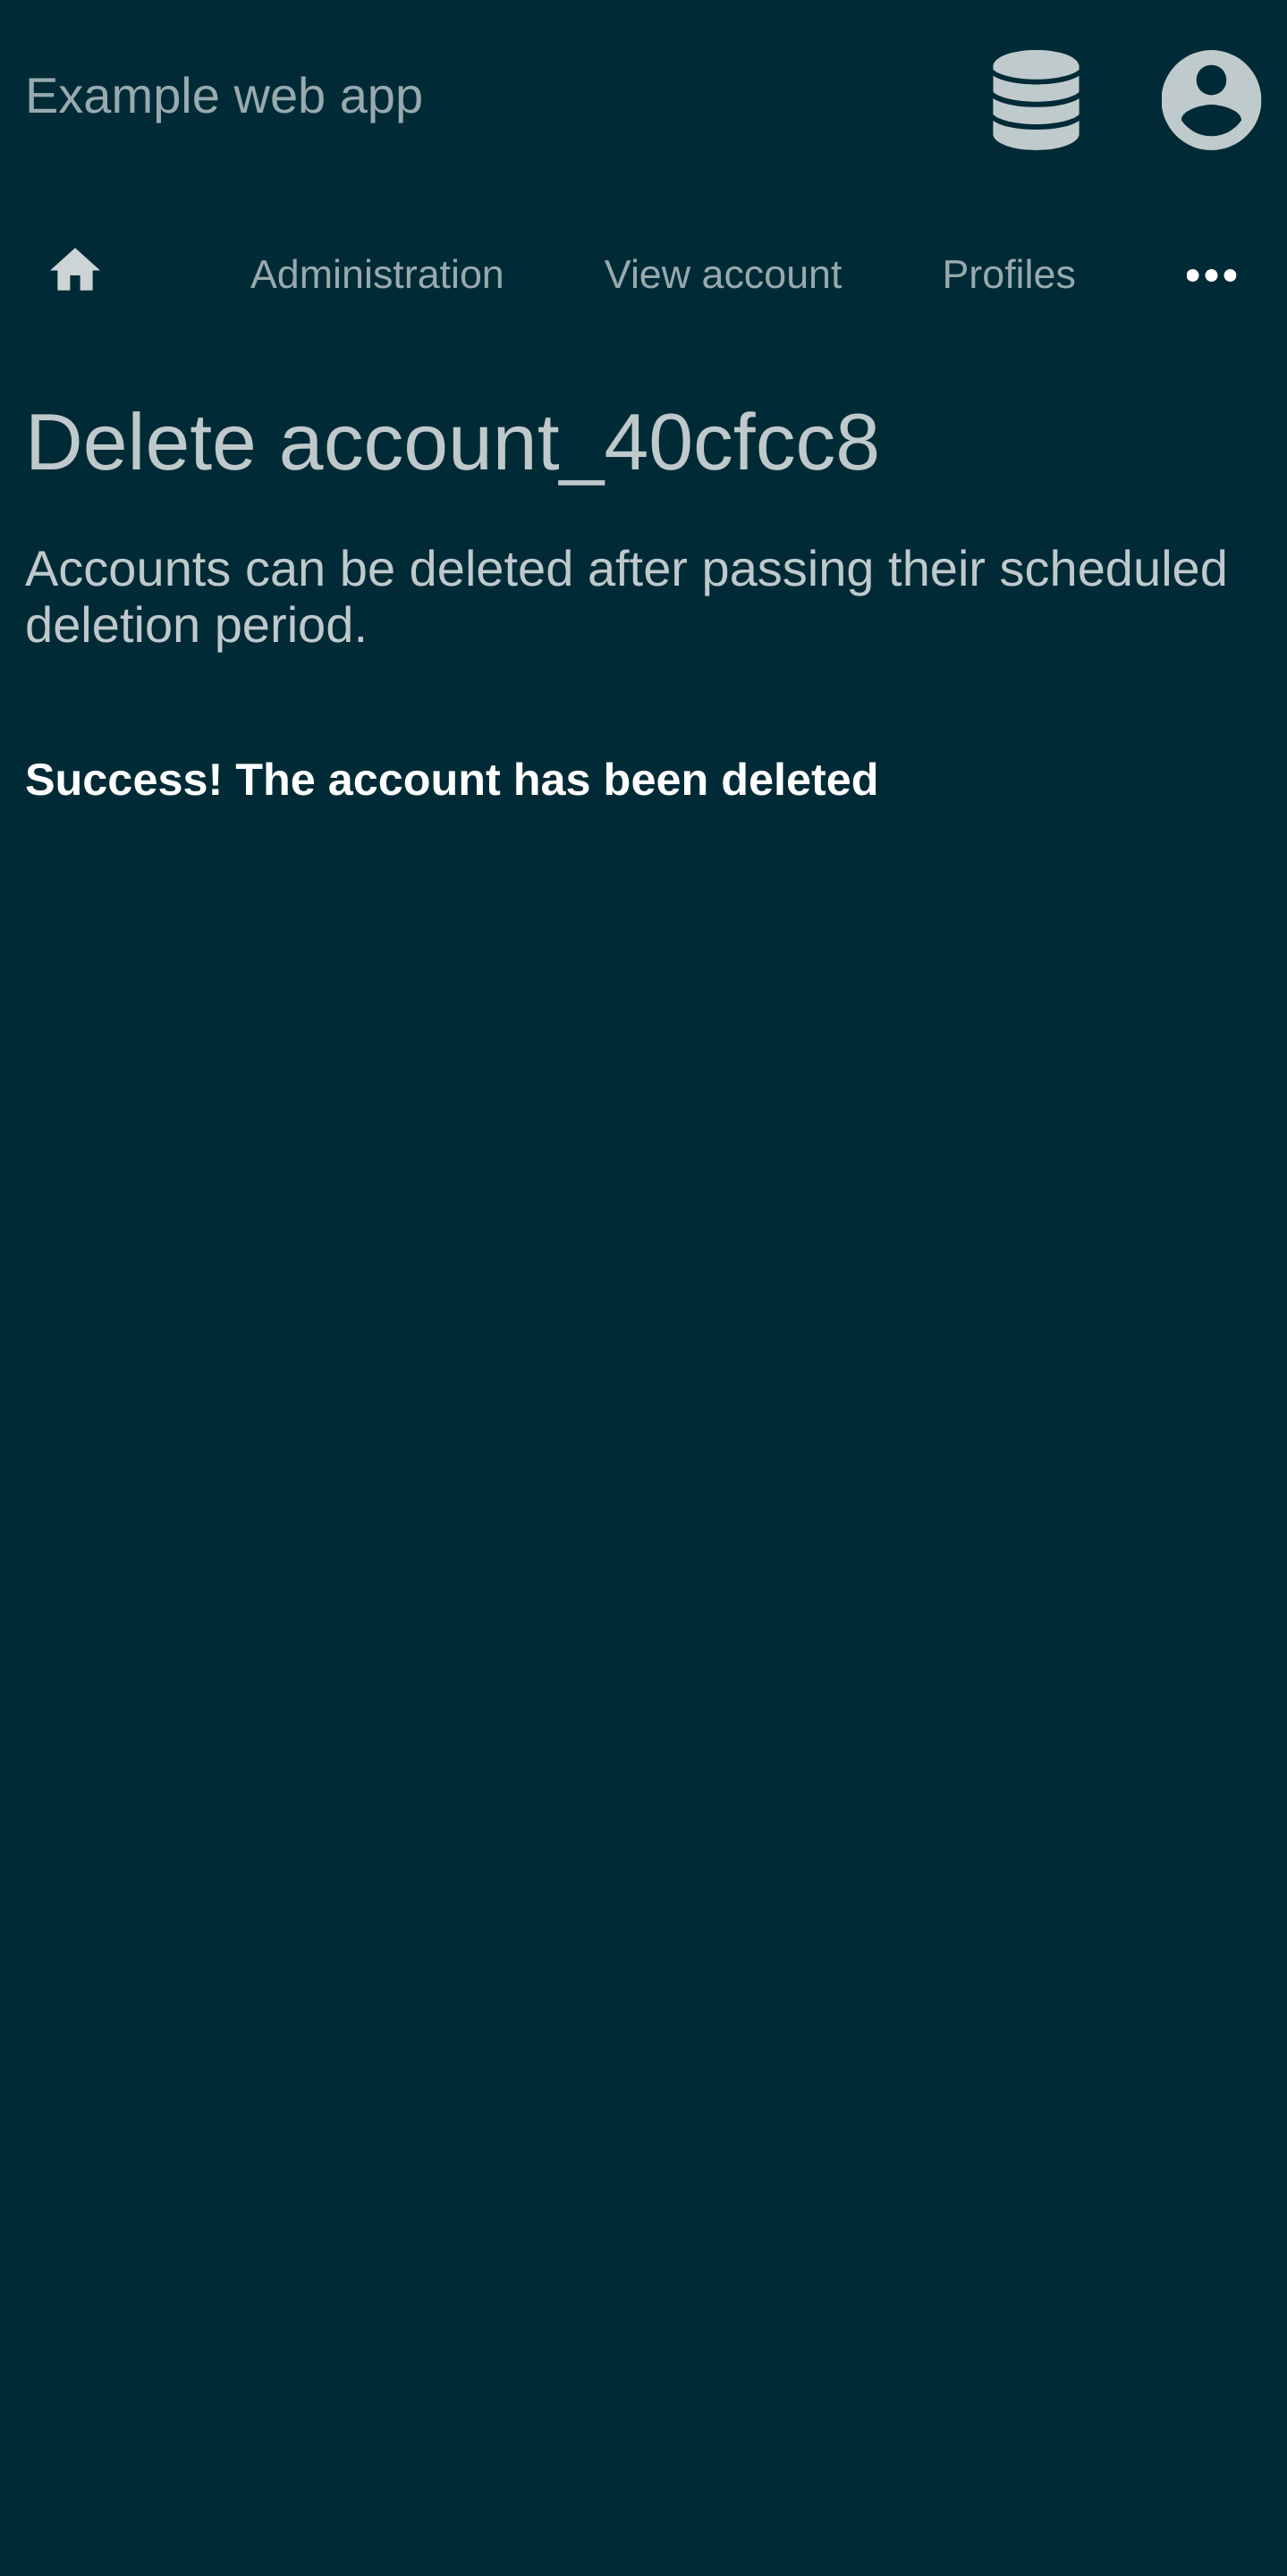 Example web app
Administration View account Profiles
Delete account_40cfcc8
Accounts can be deleted after passing their scheduled
deletion period.
Success! The account has been deleted